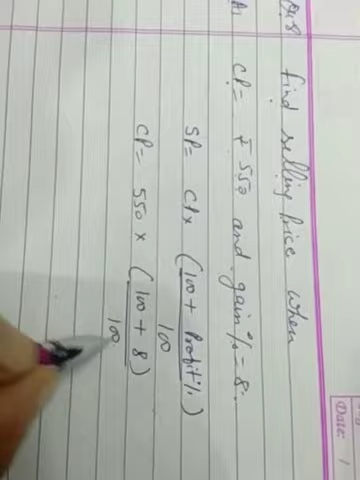 Q.8 find selling price when
A: CP = ₹ 550 and gain % = 8.
SP = CP x (100 + Profit %)
100
CP = 550 x (100 + 8)
100
Date: /